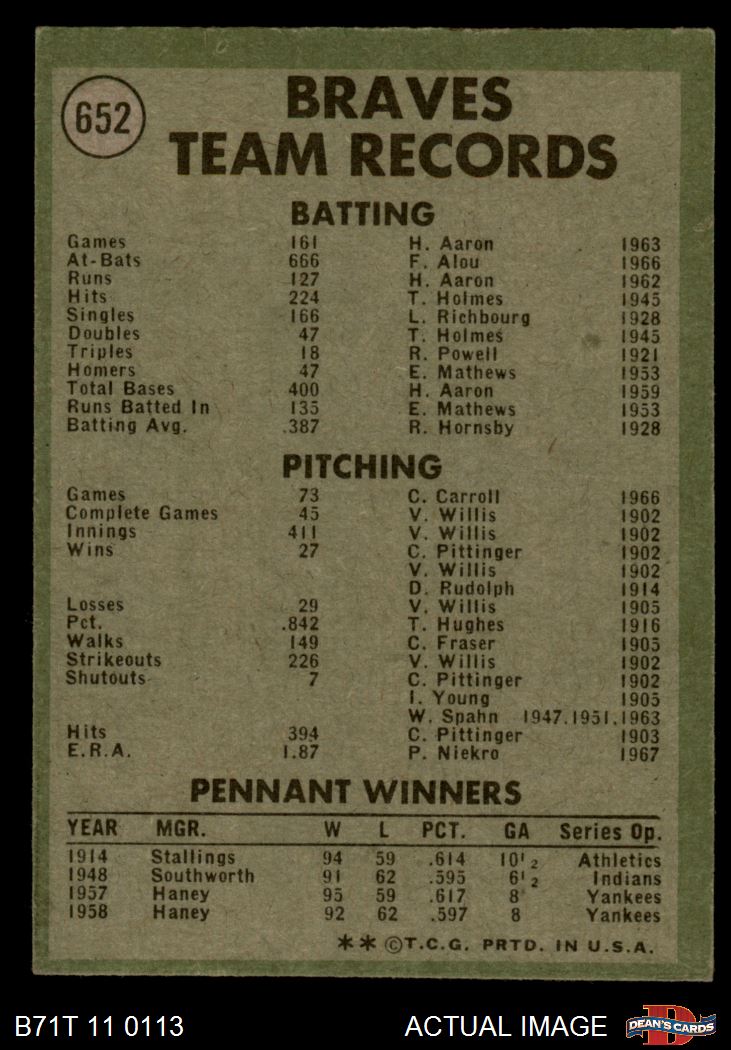 652
BRAVES
TEAM RECORDS
BATTING
Games 161 H. Aaron 1963
At-Bats 666 F. Alou 1966
Runs 127 H. Aaron 1962
Hits 224 T. Holmes 1945
Singles 166 L. Richbourg 1928
Doubles 47 T. Holmes 1945
Triples 18 R. Powell 1921
Homers 47 E. Mathews 1953
Total Bases 400 H. Aaron 1959
Runs Batted In 135 E. Mathews 1953
Batting Avg. .387 R. Hornsby 1928
PITCHING
Games 73 C. Carroll 1966
Complete Games 45 V. Willis 1902
Innings 411 V. Willis 1902
Wins 27 C. Pittinger 1902
V. Willis 1902
D. Rudolph 1914
Losses 29 V. Willis 1905
Pct. .842 T. Hughes 1916
Walks 149 C. Fraser 1905
Strikeouts 226 V. Willis 1902
Shutouts 7 C. Pittinger 1902
I. Young 1905
W. Spahn 1947.1951.1963
Hits 394 C. Pittinger 1903
E.R.A. 1.87 P. Niekro 1967
PENNANT WINNERS
YEAR MGR. W L PCT. GA Series Op.
1914 Stallings 94 59 .614 10½ Athletics
1948 Southworth 91 62 .595 6½ Indians
1957 Haney 95 59 .617 8 Yankees
1958 Haney 92 62 .597 8 Yankees
** ©T.C.G. PRTD. IN U.S.A.
B71T 11 0113 ACTUAL IMAGE DEAN'S CARDS